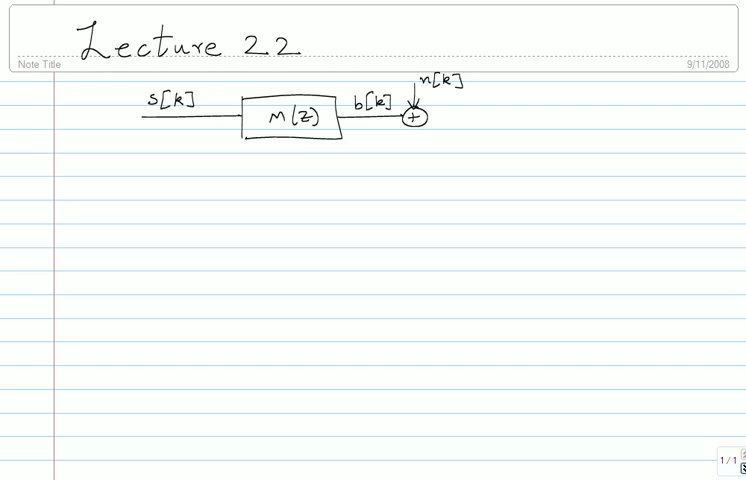 Lecture 22
Note Title
9/11/2008
n[k]
s[k]
M(z)
b[k]
+
1/1